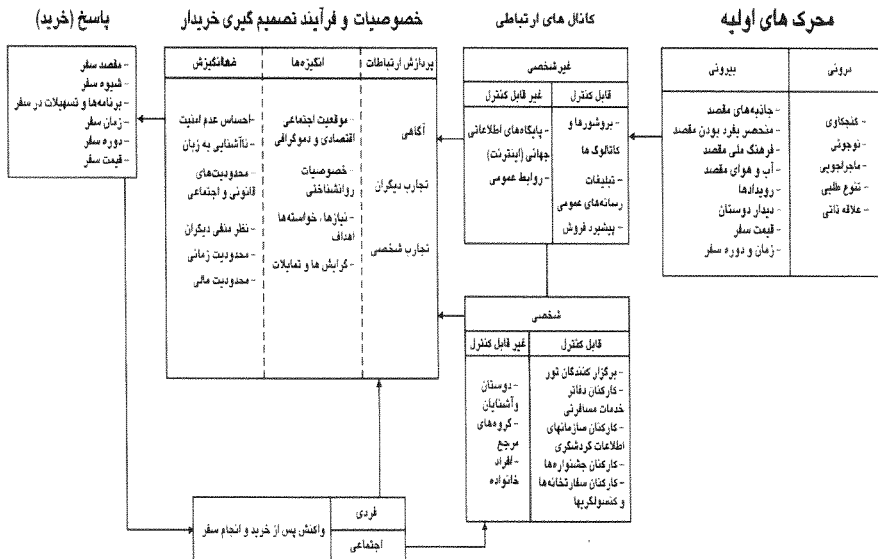 محرک های اولیه
درونی
بیرونی
- کنجکاوی
- نوجوئی
- ماجراجویی
- تنوع طلبی
- علاقه ذاتی
- جاذبه‌های مقصد
- منحصر بفرد بودن مقصد
- فرهنگ ملی مقصد
- آب و هوای مقصد
- رویدادها
- دیدار دوستان
- قیمت سفر
- زمان و دوره سفر
کانال های ارتباطی
غیرشخصی
قابل کنترل
غیر قابل کنترل
- بروشورها و
کاتالوگ ها
- تبلیغات
رسانه‌های عمومی
- پیشبرد فروش
- پایگاه‌های اطلاعاتی
جهانی (اینترنت)
- روابط عمومی
شخصی
قابل کنترل
غیر قابل کنترل
- برگزار کنندگان تور
- کارکنان دفاتر
خدمات مسافرتی
- کارکنان سازمانهای
اطلاعات گردشگری
- کارکنان جشنواره‌ها
- کارکنان سفارتخانه‌ها
و کنسولگریها
- دوستان
وآشنایان
- گروه‌های
مرجع
- افراد
خانواده
خصوصیات و فرآیند تصمیم گیری خریدار
پردازش ارتباطات
انگیزه‌ها
ضدانگیزش
آگاهی
تجارب دیگران
تجارب شخصی
- موقعیت اجتماعی
اقتصادی و دموگرافی
- خصوصیات
روانشناختی
- نیازها، خواسته‌ها
اهداف
- گرایش ها و تمایلات
- احساس عدم امنیت
- ناآشنایی به زبان
- محدودیت‌های
قانونی و اجتماعی
- نظر منفی دیگران
- محدودیت زمانی
- محدودیت مالی
پاسخ (خرید)
- مقصد سفر
- شیوه سفر
- برنامه‌ها و تسهیلات در سفر
- زمان سفر
- دوره سفر
- قیمت سفر
فردی
اجتماعی
واکنش پس از خرید و انجام سفر